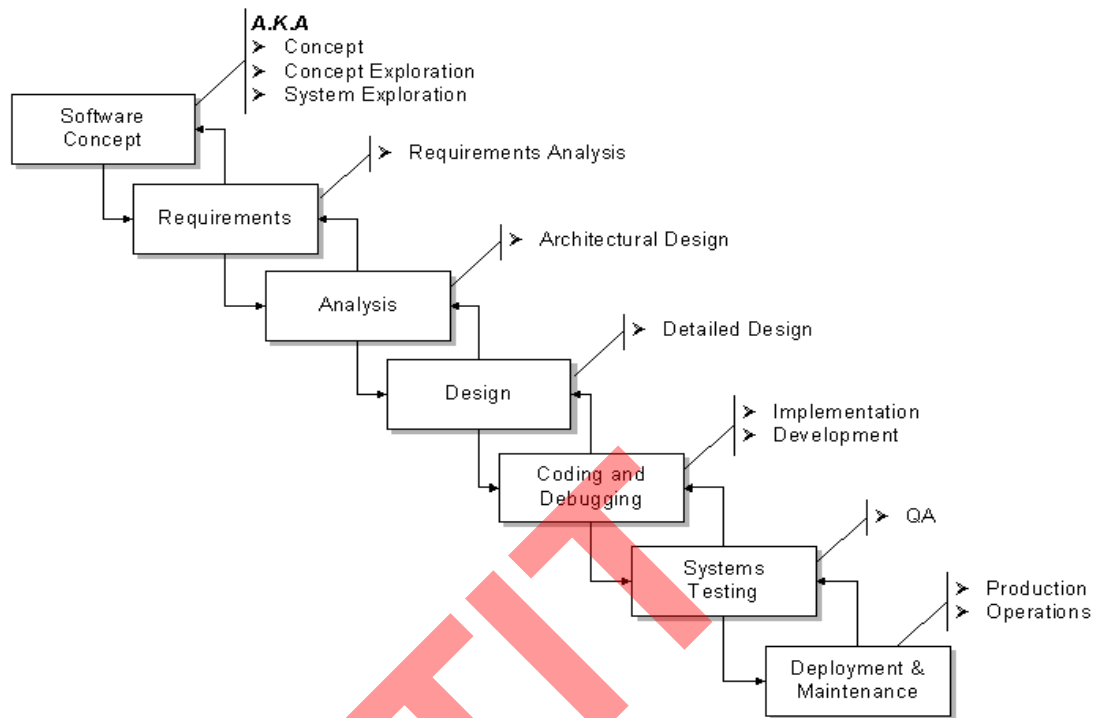 A.K.A
➢ Concept
➢ Concept Exploration
➢ System Exploration
Software
Concept
➢ Requirements Analysis
Requirements
➢ Architectural Design
Analysis
➢ Detailed Design
Design
➢ Implementation
➢ Development
Coding and
Debugging
➢ QA
Systems
Testing
➢ Production
➢ Operations
Deployment &
Maintenance